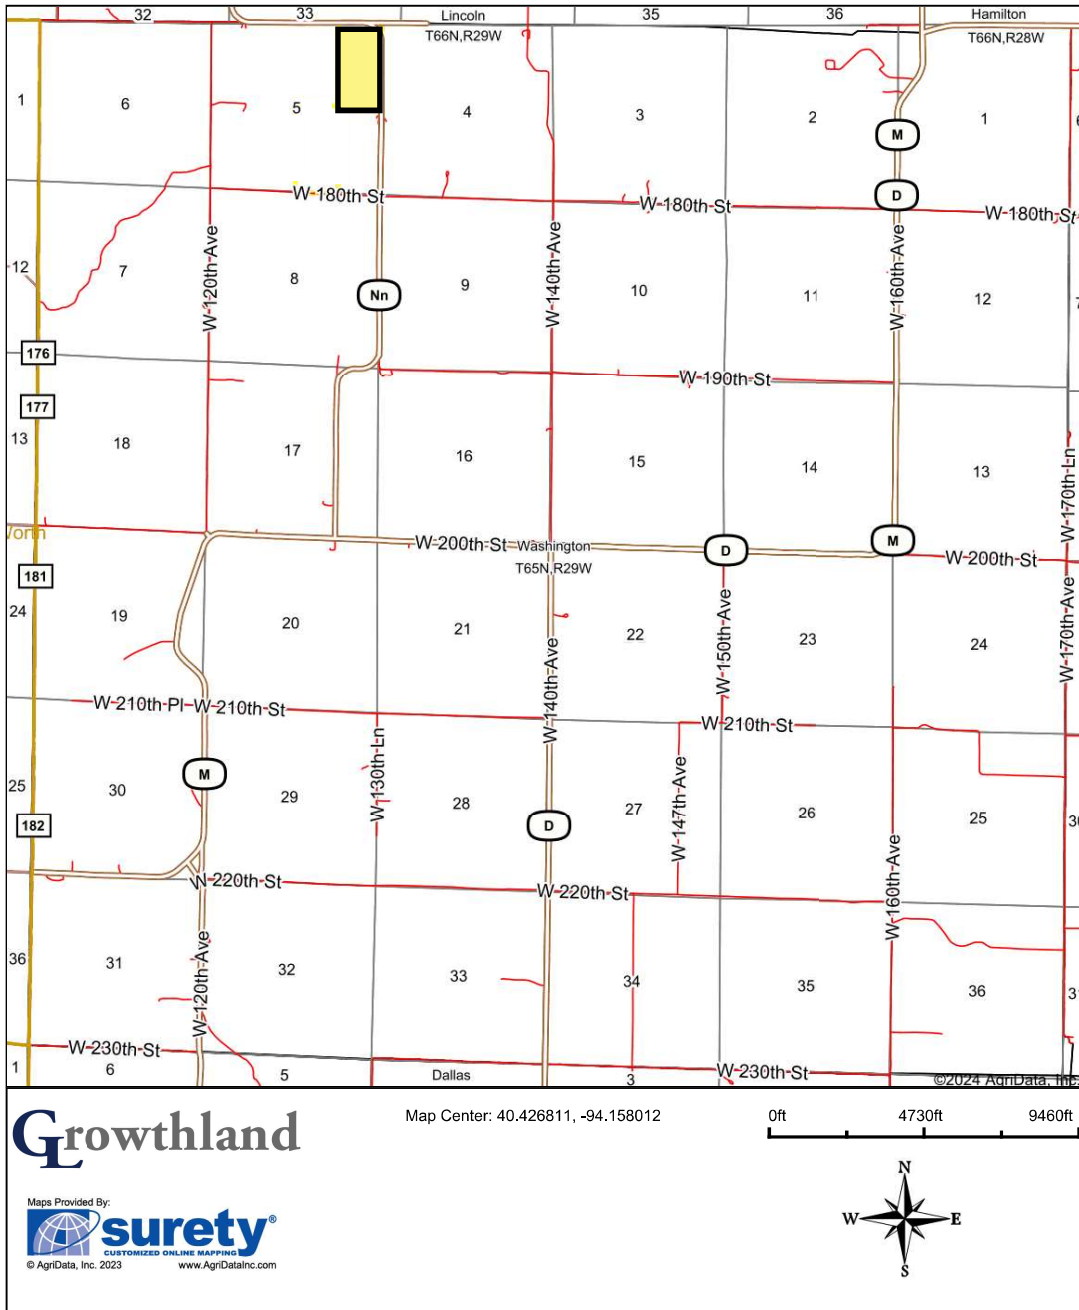 32 33 Lincoln 35 36 Hamilton
T66N,R29W T66N,R28W
1 6 5 4 3 2 1
M
D
W 180th St W 180th St W 180th St
12 7 8 9 10 11 12 7
W 120th Ave
W 140th Ave
W 160th Ave
Nn
176
W 190th St
177
13 18 17 16 15 14 13
W 170th Ln
W 200th St Washington D M W 200th St
T65N,R29W
181
24 19 20 21 22 23 24
W 140th Ave
W 150th Ave
W 170th Ave
W 210th Pl W 210th St W 210th St
M
W 130th Ln
W 147th Ave
25 30 29 28 27 26 25
182
D
W 220th St W 220th St
W 160th Ave
W 120th Ave
36 31 32 33 34 35 36
W 230th St W 230th St
1 6 5 Dallas 3
©2024 AgriData, Inc.
Growthland
Map Center: 40.426811, -94.158012
0ft 4730ft 9460ft
N
W E
S
Maps Provided By:
surety®
CUSTOMIZED ONLINE MAPPING
© AgriData, Inc. 2023 www.AgriDataInc.com